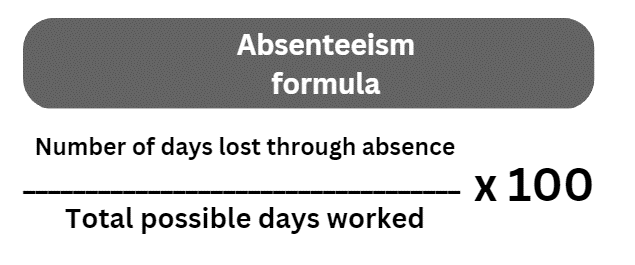 Absenteeism
formula
Number of days lost through absence
x 100
Total possible days worked